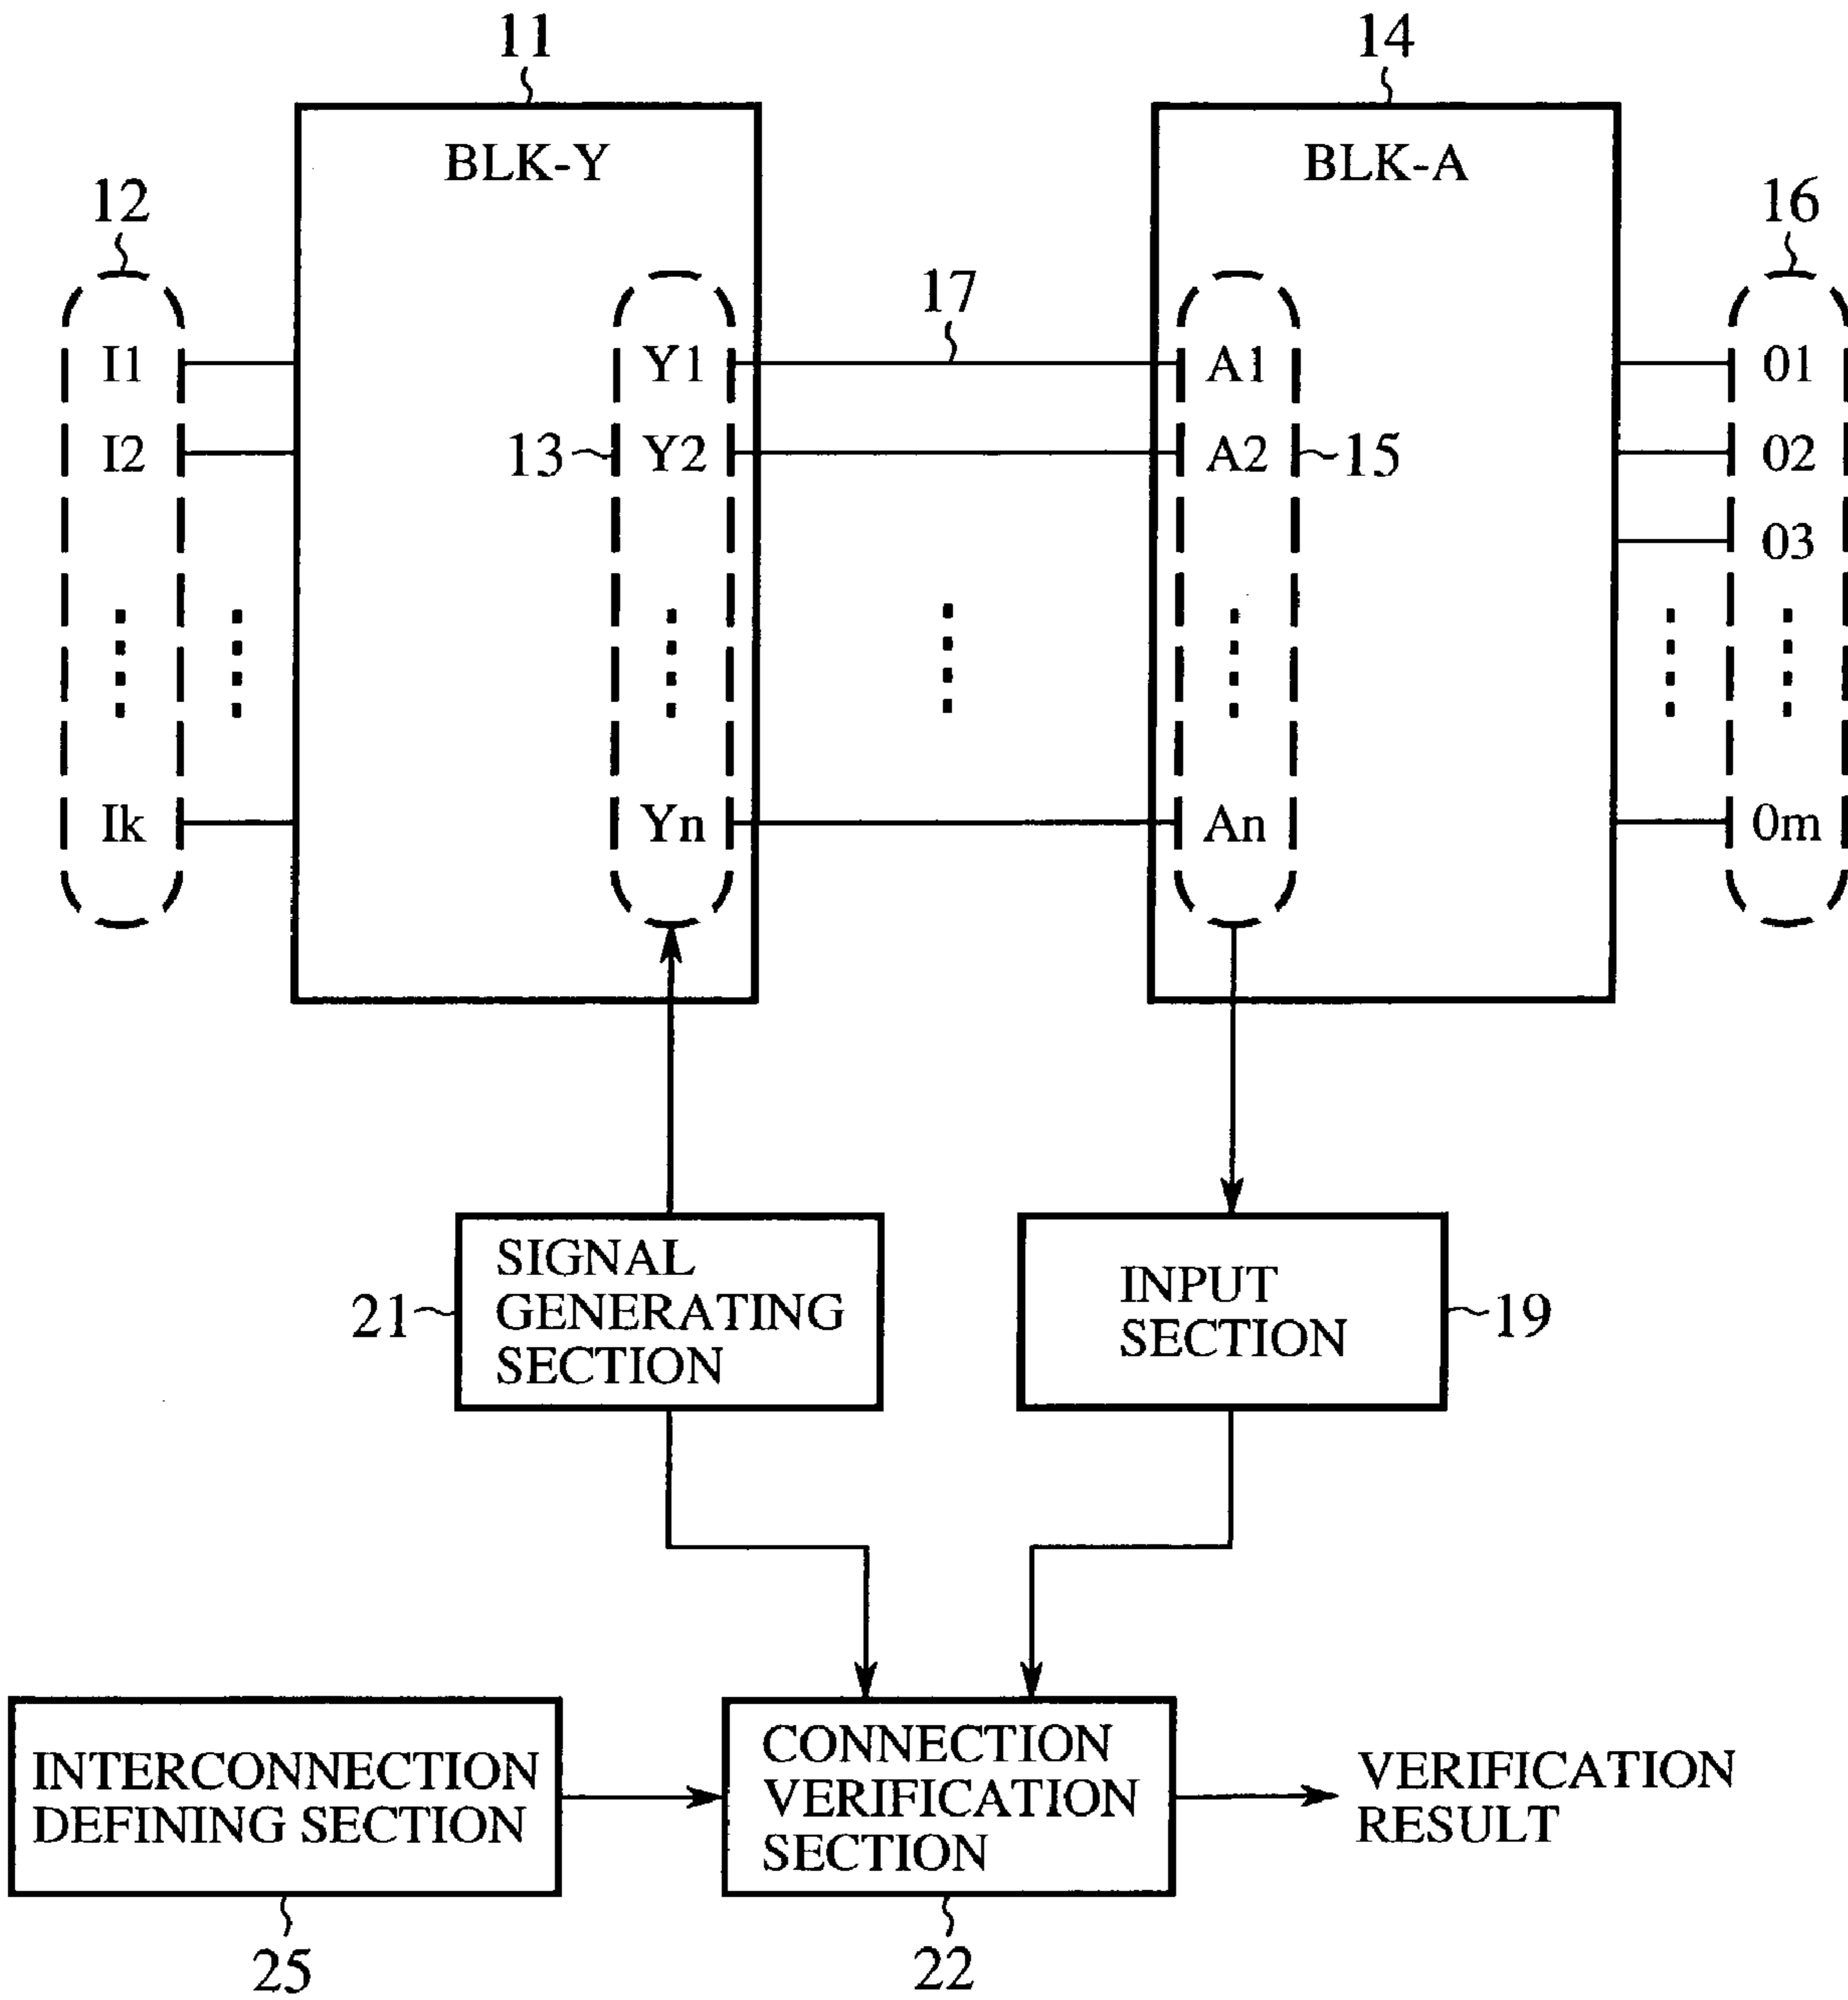 11
14
BLK-Y
BLK-A
12
16
17
I1
Y1
A1
01
I2
13
Y2
A2
15
02
03
Ik
Yn
An
0m
SIGNAL
GENERATING
SECTION
21
INPUT
SECTION
19
INTERCONNECTION
DEFINING SECTION
CONNECTION
VERIFICATION
SECTION
VERIFICATION
RESULT
25
22